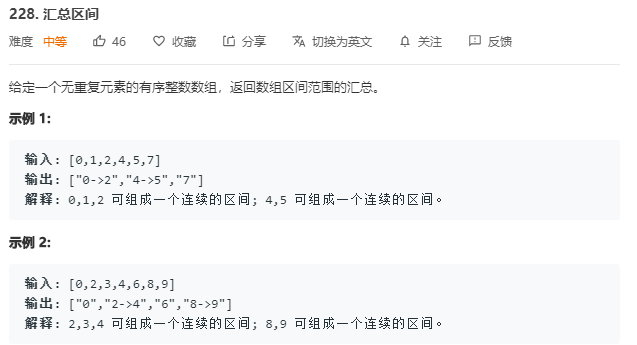 228. 汇总区间
难度 中等 46 收藏 分享 切换为英文 关注 反馈
给定一个无重复元素的有序整数数组，返回数组区间范围的汇总。
示例 1:
输入: [0,1,2,4,5,7]
输出: ["0->2","4->5","7"]
解释: 0,1,2 可组成一个连续的区间; 4,5 可组成一个连续的区间。
示例 2:
输入: [0,2,3,4,6,8,9]
输出: ["0","2->4","6","8->9"]
解释: 2,3,4 可组成一个连续的区间; 8,9 可组成一个连续的区间。